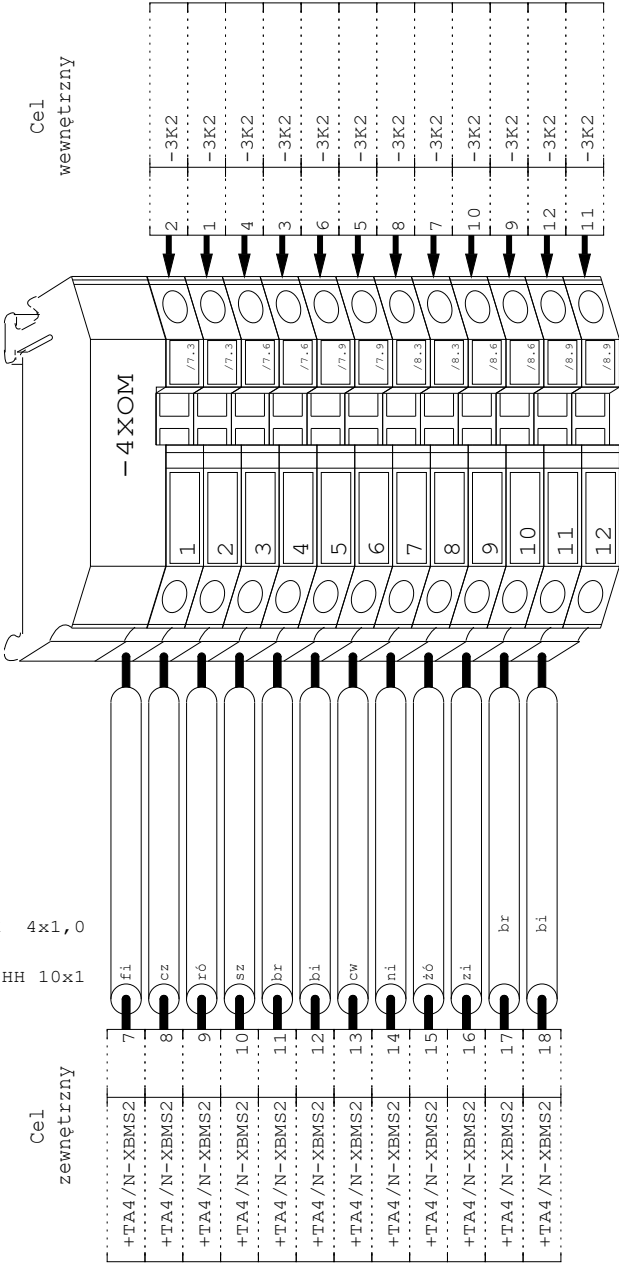 Cel
wewnętrzny
2 -3K2
1 -3K2
4 -3K2
3 -3K2
6 -3K2
5 -3K2
8 -3K2
7 -3K2
10 -3K2
9 -3K2
12 -3K2
11 -3K2
/7.3
/7.3
/7.6
/7.6
/7.9
/7.9
/8.3
/8.3
/8.6
/8.6
/8.9
/8.9
-4XOM
1
2
3
4
5
6
7
8
9
10
11
12
4x1,0
HH 10x1
fi
cz
ró
sz
br
bi
cw
ni
żó
zi
br
bi
Cel
zewnętrzny
+TA4/N-XBMS2 7
+TA4/N-XBMS2 8
+TA4/N-XBMS2 9
+TA4/N-XBMS2 10
+TA4/N-XBMS2 11
+TA4/N-XBMS2 12
+TA4/N-XBMS2 13
+TA4/N-XBMS2 14
+TA4/N-XBMS2 15
+TA4/N-XBMS2 16
+TA4/N-XBMS2 17
+TA4/N-XBMS2 18